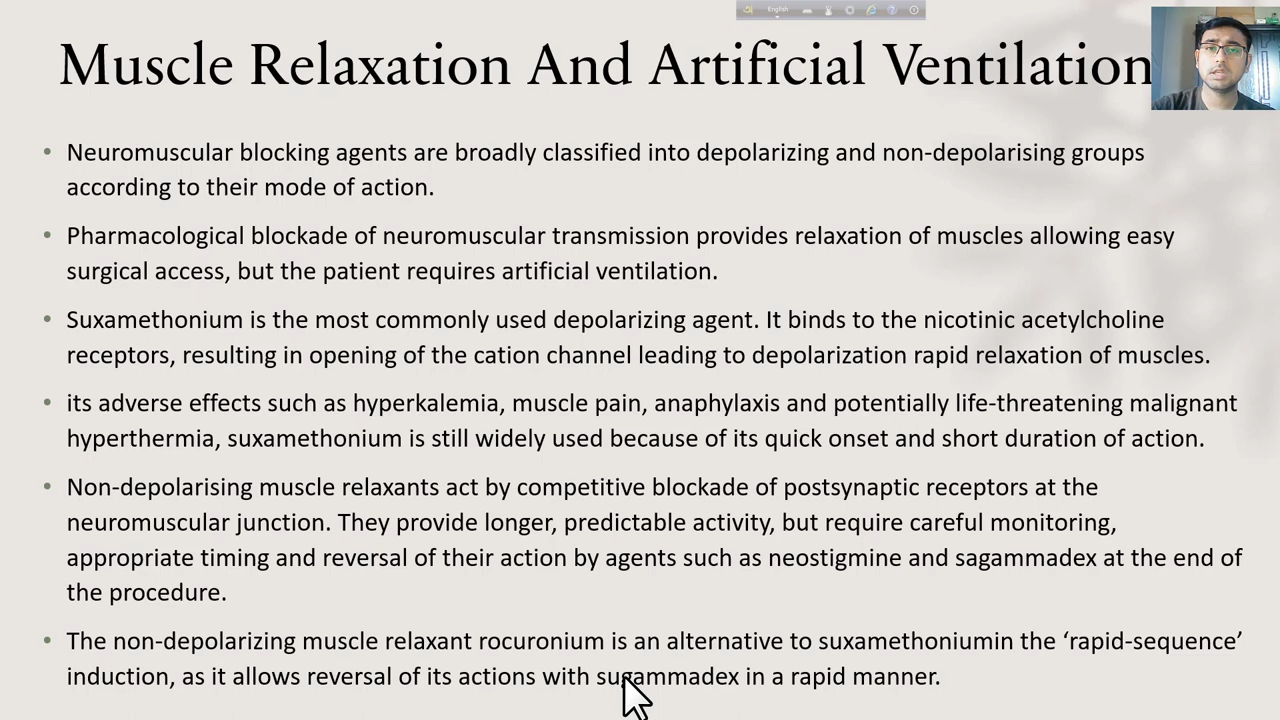 English
Muscle Relaxation And Artificial Ventilation
• Neuromuscular blocking agents are broadly classified into depolarizing and non-depolarising groups
according to their mode of action.
• Pharmacological blockade of neuromuscular transmission provides relaxation of muscles allowing easy
surgical access, but the patient requires artificial ventilation.
• Suxamethonium is the most commonly used depolarizing agent. It binds to the nicotinic acetylcholine
receptors, resulting in opening of the cation channel leading to depolarization rapid relaxation of muscles.
• its adverse effects such as hyperkalemia, muscle pain, anaphylaxis and potentially life-threatening malignant
hyperthermia, suxamethonium is still widely used because of its quick onset and short duration of action.
• Non-depolarising muscle relaxants act by competitive blockade of postsynaptic receptors at the
neuromuscular junction. They provide longer, predictable activity, but require careful monitoring,
appropriate timing and reversal of their action by agents such as neostigmine and sagammadex at the end of
the procedure.
• The non-depolarizing muscle relaxant rocuronium is an alternative to suxamethoniumin the ‘rapid-sequence’
induction, as it allows reversal of its actions with sugammadex in a rapid manner.